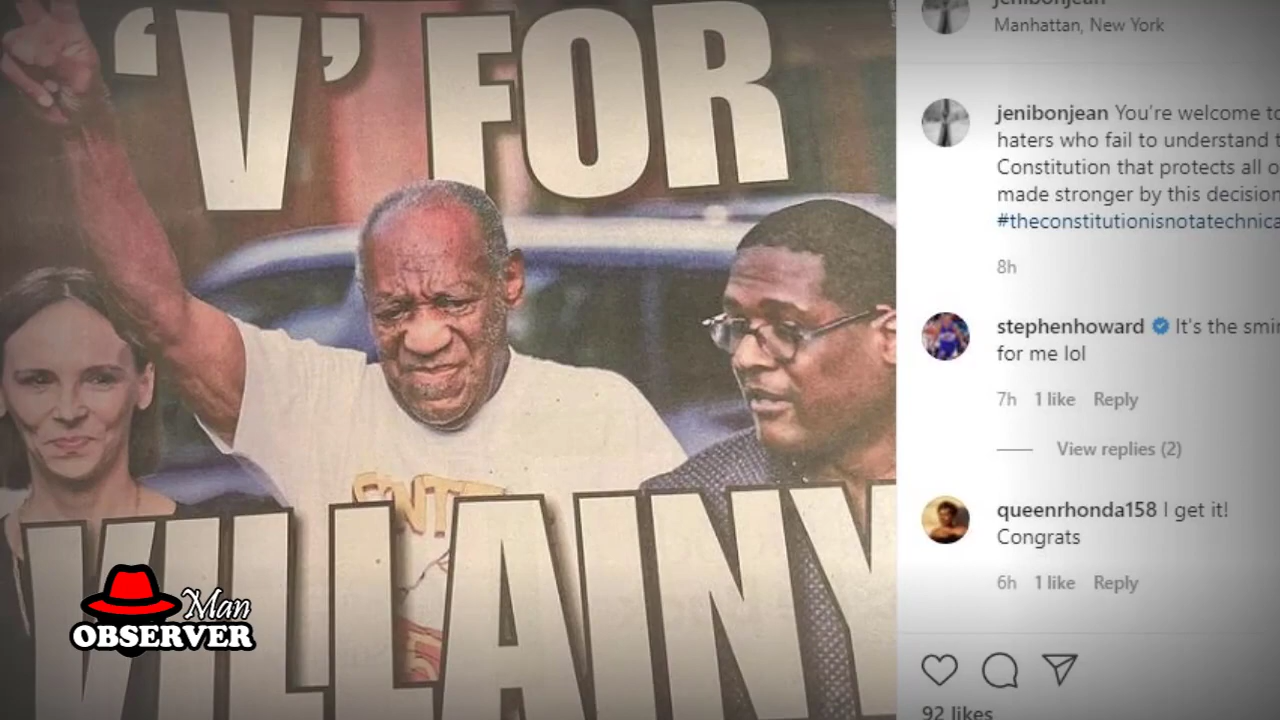 'V' FOR
VILLAINY
Man
OBSERVER
jenibonjean
Manhattan, New York
jenibonjean You're welcome to
haters who fail to understand
Constitution that protects all
made stronger by this decision
#theconstitutionisnotatechnica
8h
stephenhoward It's the
for me lol
7h 1 like Reply
View replies (2)
queenrhonda158 I get it!
Congrats
6h 1 like Reply
92 likes